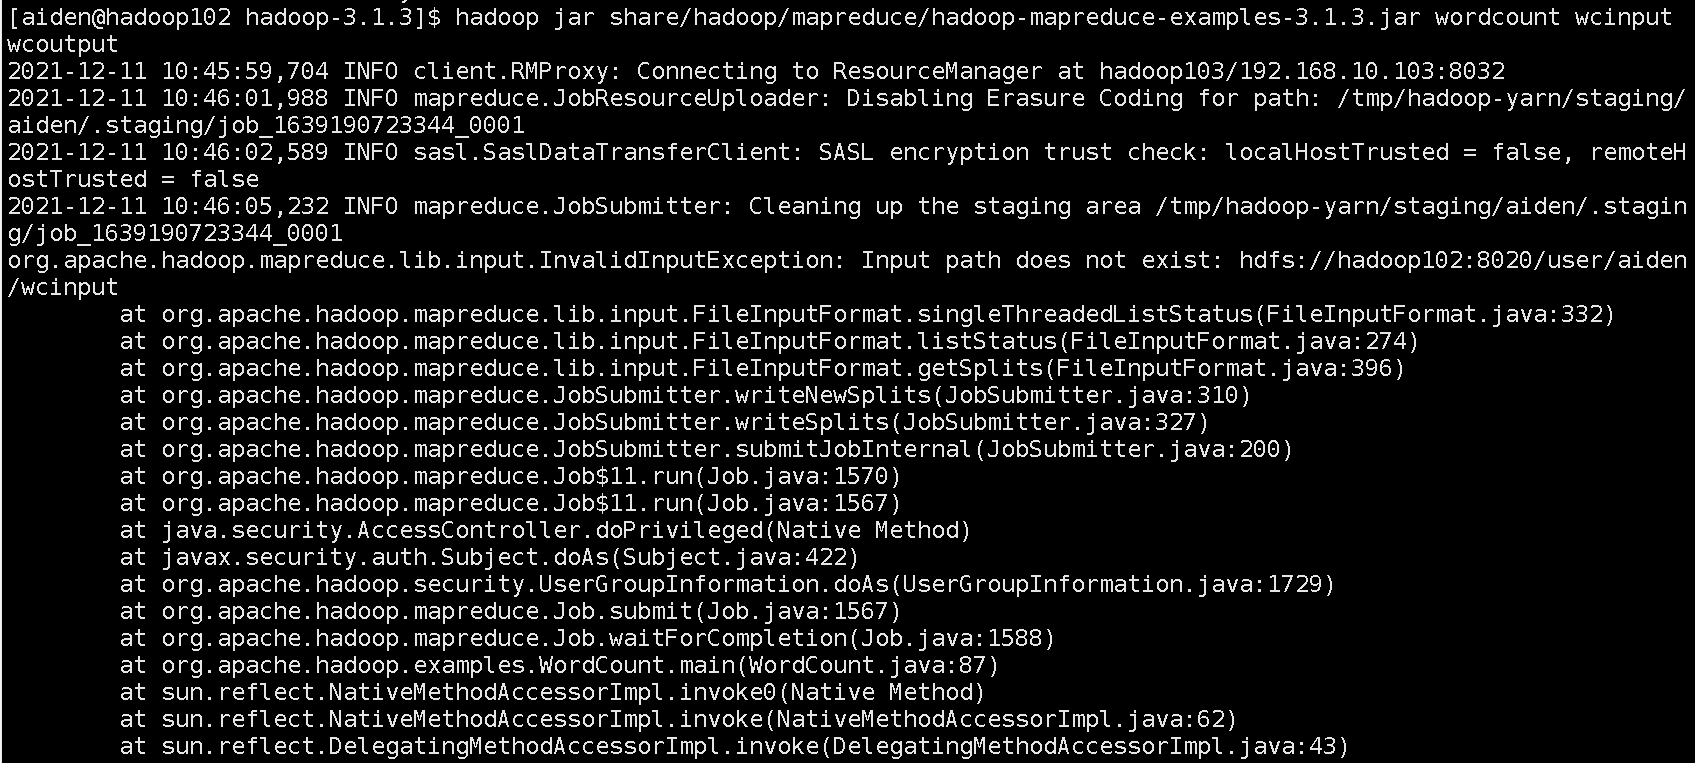 [aiden@hadoop102 hadoop-3.1.3]$ hadoop jar share/hadoop/mapreduce/hadoop-mapreduce-examples-3.1.3.jar wordcount wcinput
wcoutput
2021-12-11 10:45:59,704 INFO client.RMProxy: Connecting to ResourceManager at hadoop103/192.168.10.103:8032
2021-12-11 10:46:01,988 INFO mapreduce.JobResourceUploader: Disabling Erasure Coding for path: /tmp/hadoop-yarn/staging/
aiden/.staging/job_1639190723344_0001
2021-12-11 10:46:02,589 INFO sasl.SaslDataTransferClient: SASL encryption trust check: localHostTrusted = false, remoteH
ostTrusted = false
2021-12-11 10:46:05,232 INFO mapreduce.JobSubmitter: Cleaning up the staging area /tmp/hadoop-yarn/staging/aiden/.stagin
g/job_1639190723344_0001
org.apache.hadoop.mapreduce.lib.input.InvalidInputException: Input path does not exist: hdfs://hadoop102:8020/user/aiden
/wcinput
        at org.apache.hadoop.mapreduce.lib.input.FileInputFormat.singleThreadedListStatus(FileInputFormat.java:332)
        at org.apache.hadoop.mapreduce.lib.input.FileInputFormat.listStatus(FileInputFormat.java:274)
        at org.apache.hadoop.mapreduce.lib.input.FileInputFormat.getSplits(FileInputFormat.java:396)
        at org.apache.hadoop.mapreduce.JobSubmitter.writeNewSplits(JobSubmitter.java:310)
        at org.apache.hadoop.mapreduce.JobSubmitter.writeSplits(JobSubmitter.java:327)
        at org.apache.hadoop.mapreduce.JobSubmitter.submitJobInternal(JobSubmitter.java:200)
        at org.apache.hadoop.mapreduce.Job$11.run(Job.java:1570)
        at org.apache.hadoop.mapreduce.Job$11.run(Job.java:1567)
        at java.security.AccessController.doPrivileged(Native Method)
        at javax.security.auth.Subject.doAs(Subject.java:422)
        at org.apache.hadoop.security.UserGroupInformation.doAs(UserGroupInformation.java:1729)
        at org.apache.hadoop.mapreduce.Job.submit(Job.java:1567)
        at org.apache.hadoop.mapreduce.Job.waitForCompletion(Job.java:1588)
        at org.apache.hadoop.examples.WordCount.main(WordCount.java:87)
        at sun.reflect.NativeMethodAccessorImpl.invoke0(Native Method)
        at sun.reflect.NativeMethodAccessorImpl.invoke(NativeMethodAccessorImpl.java:62)
        at sun.reflect.DelegatingMethodAccessorImpl.invoke(DelegatingMethodAccessorImpl.java:43)